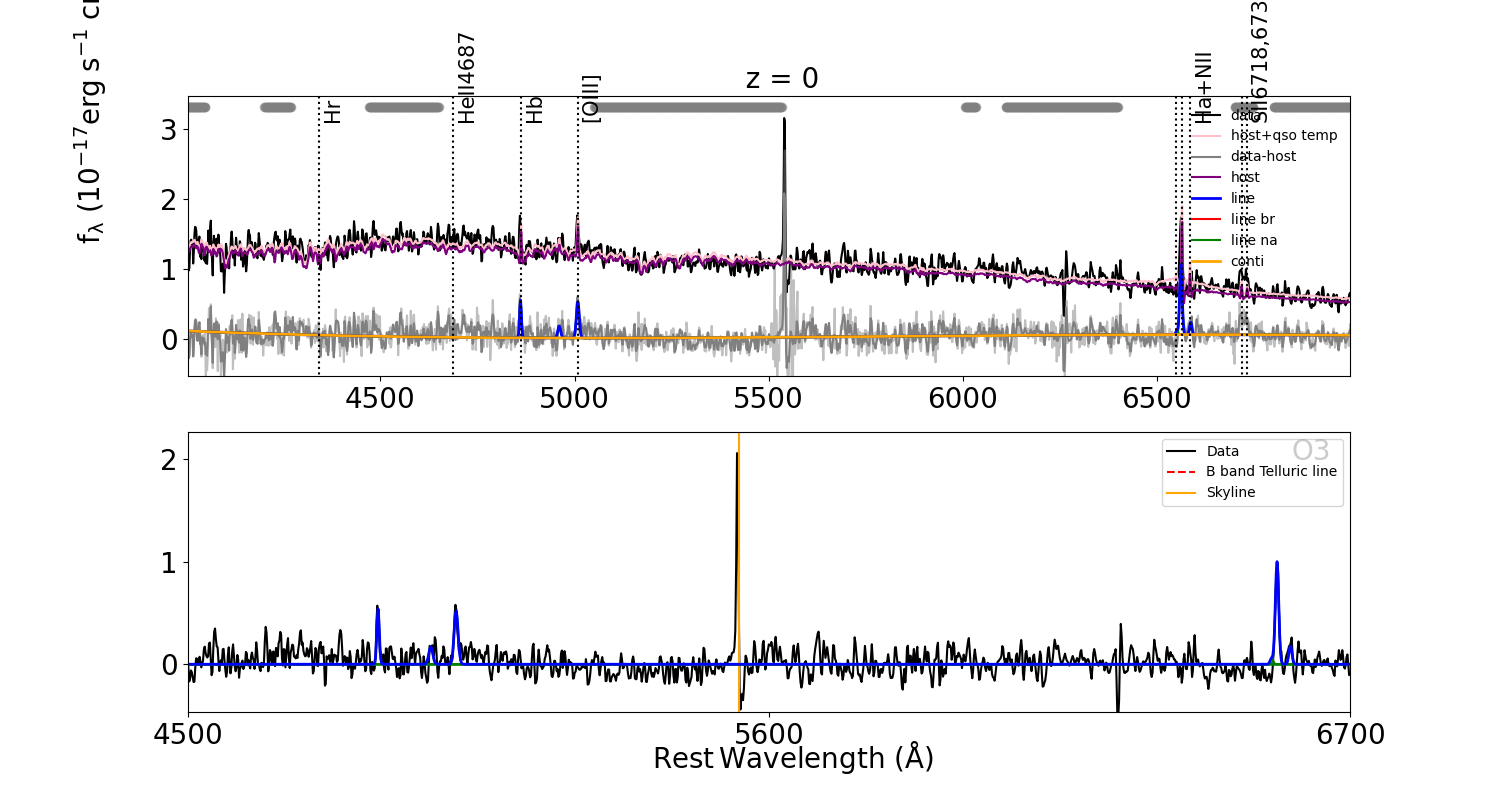 z = 0
f_λ (10^−17 erg s^−1
Hr
HeII4687
Hb
[OIII]
Ha+NII
SII6718,673
data
host+qso temp
data-host
host
line
line br
line na
conti
3
2
1
0
4500 5000 5500 6000 6500
O3
Data
B band Telluric line
Skyline
2
1
0
4500 5600 6700
Rest Wavelength (Å)